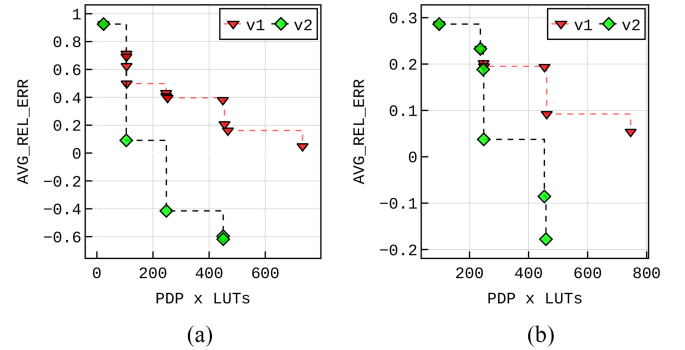 v1 v2
1
0.8
0.6
0.4
0.2
0
−0.2
−0.4
−0.6
AVG_REL_ERR
0 200 400 600
PDP x LUTs
(a)
v1 v2
0.3
0.2
0.1
0
−0.1
−0.2
AVG_REL_ERR
200 400 600 800
PDP x LUTs
(b)